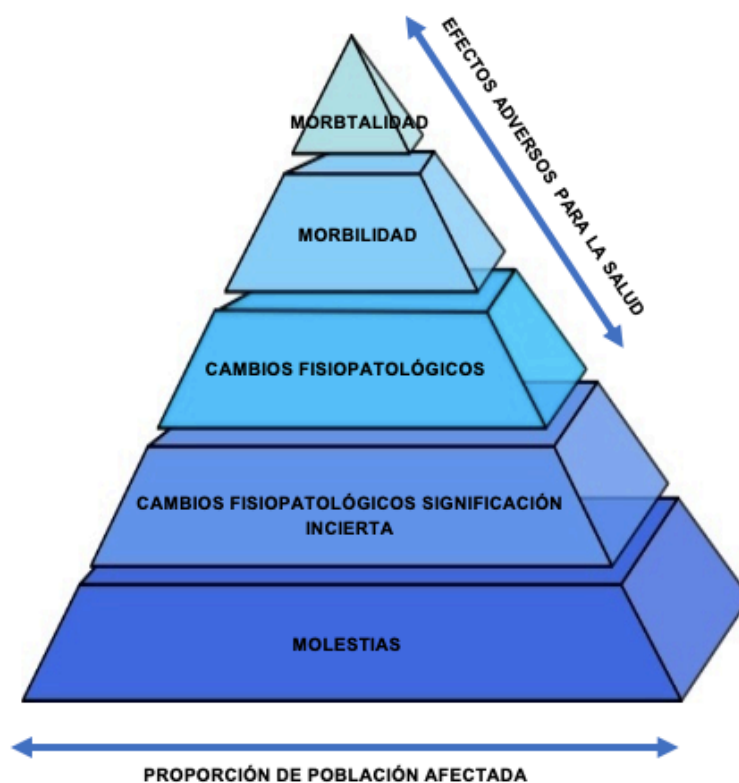 MORBTALIDAD
EFECTOS ADVERSOS PARA LA SALUD
MORBILIDAD
CAMBIOS FISIOPATOLÓGICOS
CAMBIOS FISIOPATOLÓGICOS SIGNIFICACIÓN
INCIERTA
MOLESTIAS
PROPORCIÓN DE POBLACIÓN AFECTADA